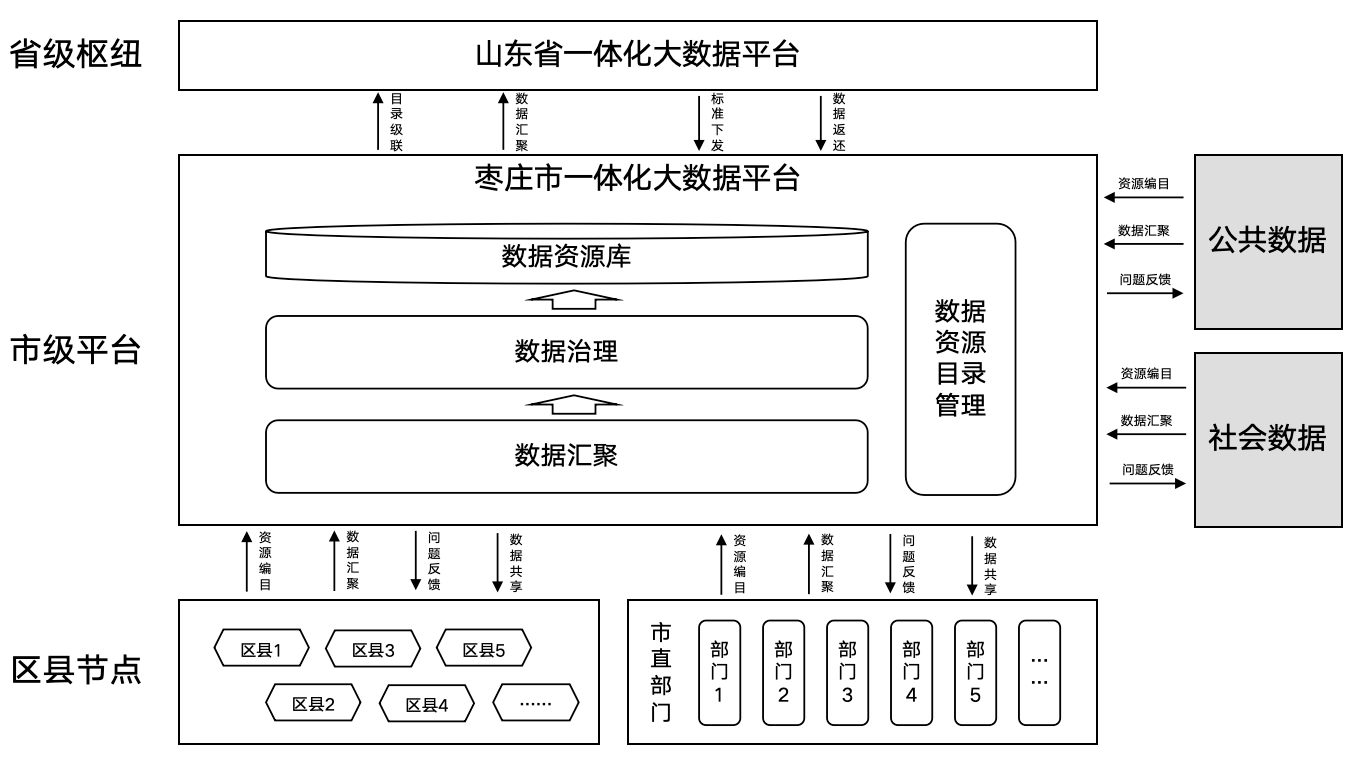 省级枢纽
山东省一体化大数据平台
目录级联
数据汇聚
标准下发
数据返还
市级平台
枣庄市一体化大数据平台
数据资源库
数据治理
数据汇聚
数据
资源
目录
管理
资源编目
数据汇聚
问题反馈
公共数据
资源编目
数据汇聚
问题反馈
社会数据
资源编目
数据汇聚
问题反馈
数据共享
资源编目
数据汇聚
问题反馈
数据共享
区县节点
区县1
区县3
区县5
区县2
区县4
······
市直部门
部门1
部门2
部门3
部门4
部门5
……